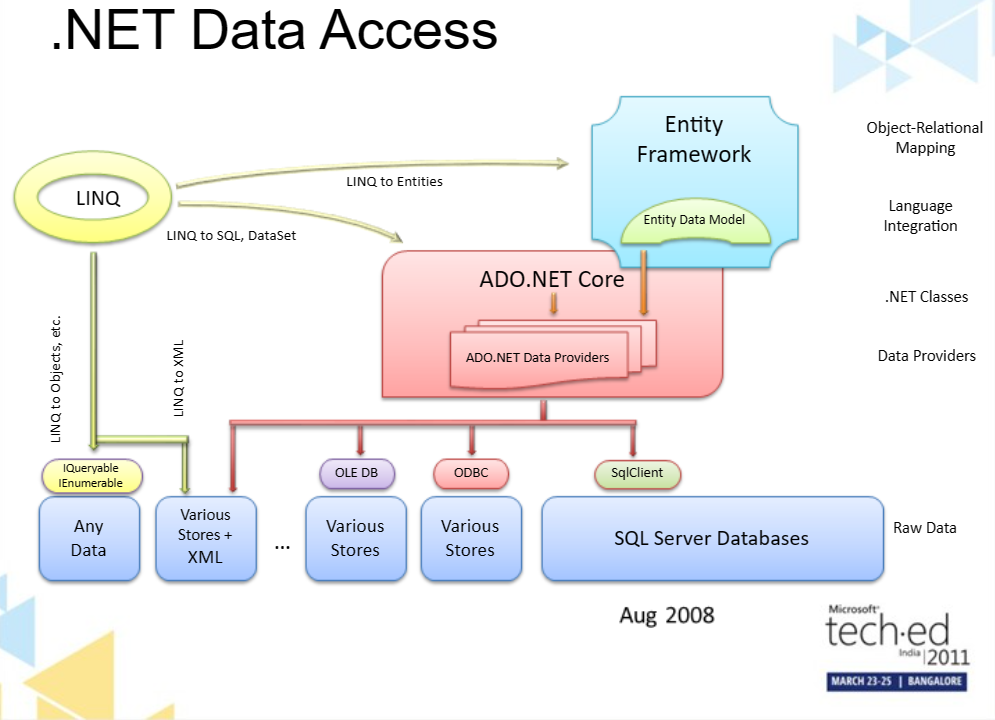 .NET Data Access
Entity
Framework
Object-Relational
Mapping
LINQ
LINQ to Entities
Entity Data Model
Language
Integration
LINQ to SQL, DataSet
ADO.NET Core
.NET Classes
ADO.NET Data Providers
Data Providers
LINQ to Objects, etc.
LINQ to XML
IQueryable
IEnumerable
OLE DB
ODBC
SqlClient
Any
Data
Various
Stores +
XML
...
Various
Stores
Various
Stores
SQL Server Databases
Raw Data
Aug 2008
Microsoft®
tech·ed
India | 2011
MARCH 23-25 | BANGALORE